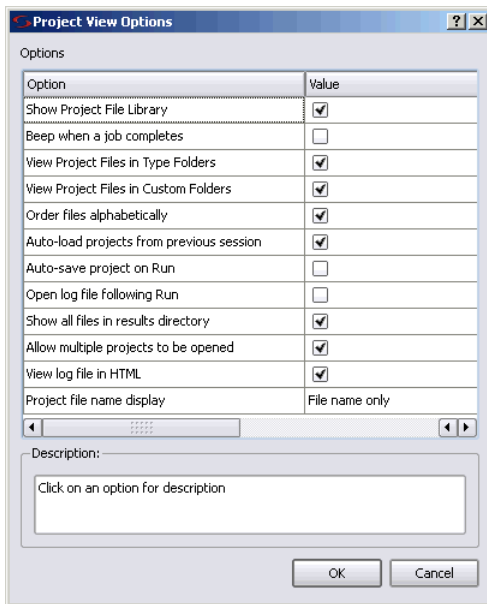 Project View Options
Options
Option Value
Show Project File Library
Beep when a job completes
View Project Files in Type Folders
View Project Files in Custom Folders
Order files alphabetically
Auto-load projects from previous session
Auto-save project on Run
Open log file following Run
Show all files in results directory
Allow multiple projects to be opened
View log file in HTML
Project file name display File name only
Description:
Click on an option for description
OK Cancel